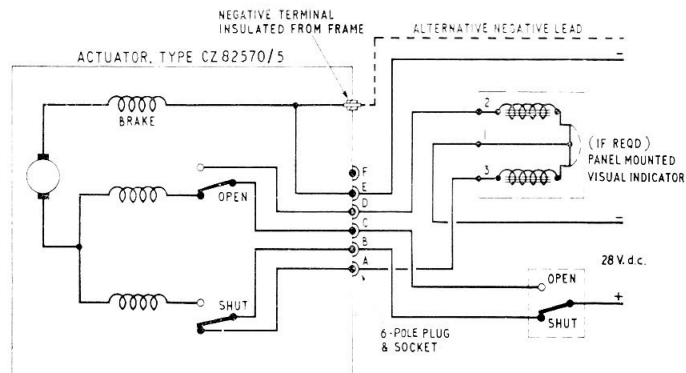 NEGATIVE TERMINAL
INSULATED FROM FRAME
ALTERNATIVE NEGATIVE LEAD
ACTUATOR, TYPE CZ 82570/5
−
BRAKE
2
1
3
(IF REQD)
PANEL MOUNTED
VISUAL INDICATOR
F
E
D
C
B
A
OPEN
−
28 V. d.c.
OPEN
+
SHUT
SHUT
6-POLE PLUG
& SOCKET